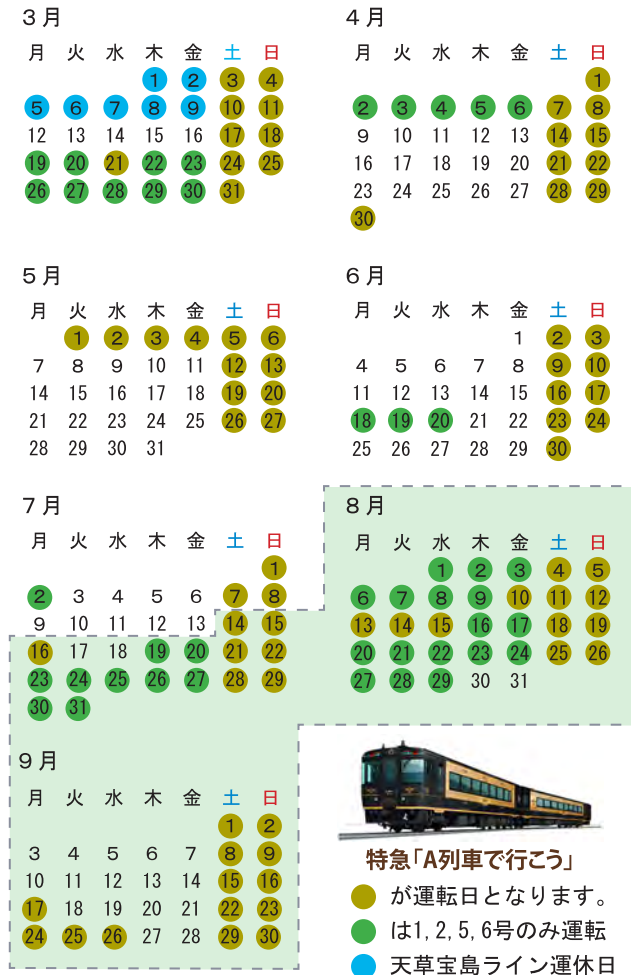 3月
月 火 水 木 金 土 日
1 2 3 4
5 6 7 8 9 10 11
12 13 14 15 16 17 18
19 20 21 22 23 24 25
26 27 28 29 30 31
4月
月 火 水 木 金 土 日
1
2 3 4 5 6 7 8
9 10 11 12 13 14 15
16 17 18 19 20 21 22
23 24 25 26 27 28 29
30
5月
月 火 水 木 金 土 日
1 2 3 4 5 6
7 8 9 10 11 12 13
14 15 16 17 18 19 20
21 22 23 24 25 26 27
28 29 30 31
6月
月 火 水 木 金 土 日
1 2 3
4 5 6 7 8 9 10
11 12 13 14 15 16 17
18 19 20 21 22 23 24
25 26 27 28 29 30
7月
月 火 水 木 金 土 日
1
2 3 4 5 6 7 8
9 10 11 12 13 14 15
16 17 18 19 20 21 22
23 24 25 26 27 28 29
30 31
8月
月 火 水 木 金 土 日
1 2 3 4 5
6 7 8 9 10 11 12
13 14 15 16 17 18 19
20 21 22 23 24 25 26
27 28 29 30 31
9月
月 火 水 木 金 土 日
1 2
3 4 5 6 7 8 9
10 11 12 13 14 15 16
17 18 19 20 21 22 23
24 25 26 27 28 29 30
特急「A列車で行こう」
が運転日となります。
は1,2,5,6号のみ運転
天草宝島ライン運休日